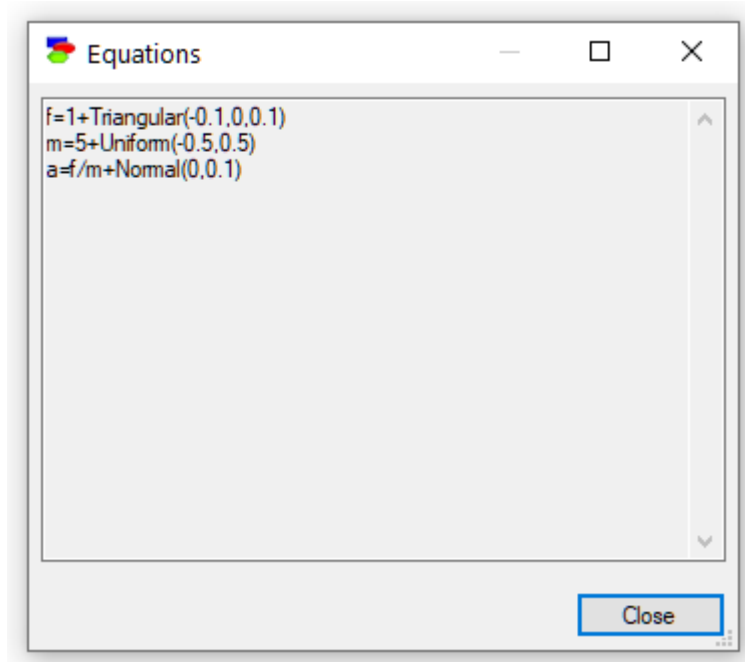 Equations
f=1+Triangular(-0.1,0,0.1)
m=5+Uniform(-0.5,0.5)
a=f/m+Normal(0,0.1)
Close